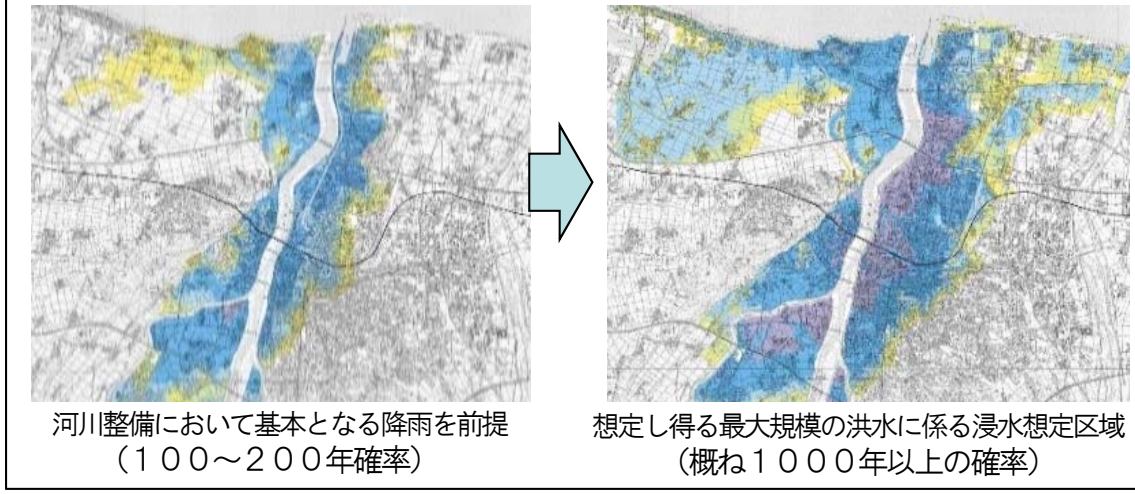 河川整備において基本となる降雨を前提
（１００～２００年確率）
想定し得る最大規模の洪水に係る浸水想定区域
（概ね１０００年以上の確率）